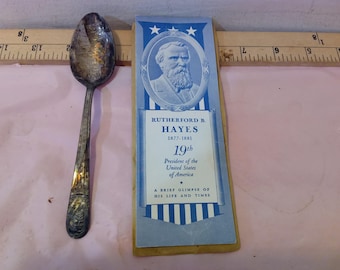 RUTHERFORD B.
HAYES
1877-1881
19th
President of the
United States
of America
A BRIEF GLIMPSE OF
HIS LIFE AND TIMES